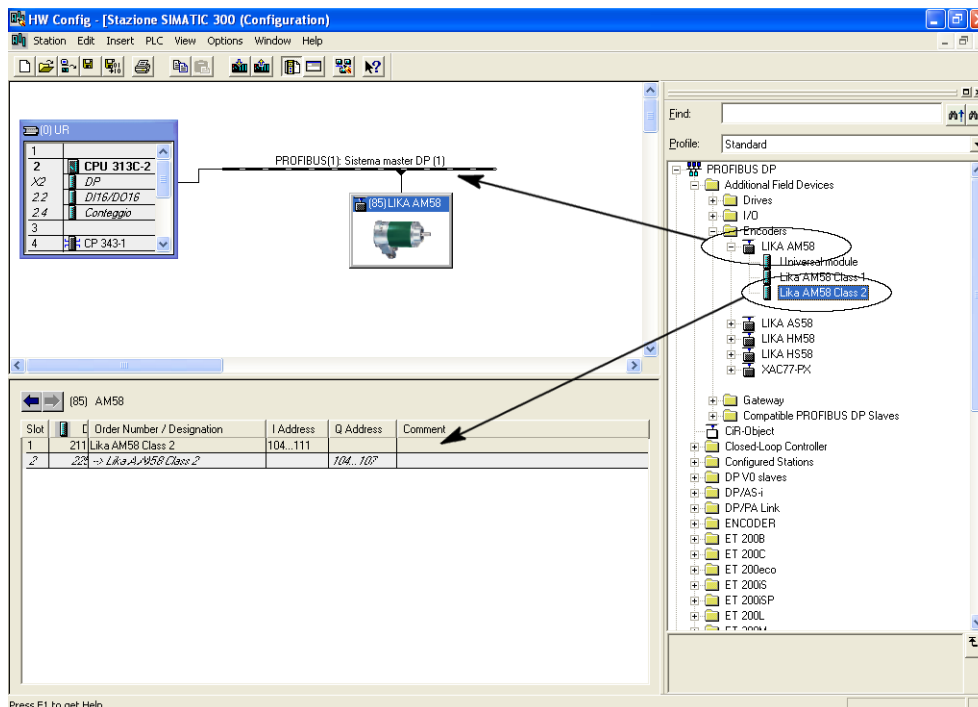 HW Config - [Stazione SIMATIC 300 (Configuration)]
Station Edit Insert PLC View Options Window Help
(0) UR
1
2 CPU 313C-2
X2 DP
2.2 DI16/DO16
2.4 Conteggio
3
4 CP 343-1
PROFIBUS(1): Sistema master DP (1)
(85)LIKA AM58
Find:
Profile: Standard
PROFIBUS DP
Additional Field Devices
Drives
I/O
Encoders
LIKA AM58
Universal module
Lika AM58 Class 1
Lika AM58 Class 2
LIKA AS58
LIKA HM58
LIKA HS58
XAC77-PX
Gateway
Compatible PROFIBUS DP Slaves
CiR-Object
Closed-Loop Controller
Configured Stations
DP V0 slaves
DP/AS-i
DP/PA Link
ENCODER
ET 200B
ET 200C
ET 200eco
ET 200iS
ET 200iSP
ET 200L
ET 200M
(85) AM58
Slot D Order Number / Designation I Address Q Address Comment
1 211 Lika AM58 Class 2 104...111
2 225 -> Lika AM58 Class 2 104...107
Press F1 to get Help.